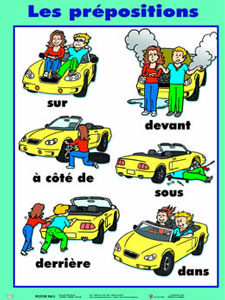 Les prépositions
sur
devant
à côté de
sous
derrière
dans